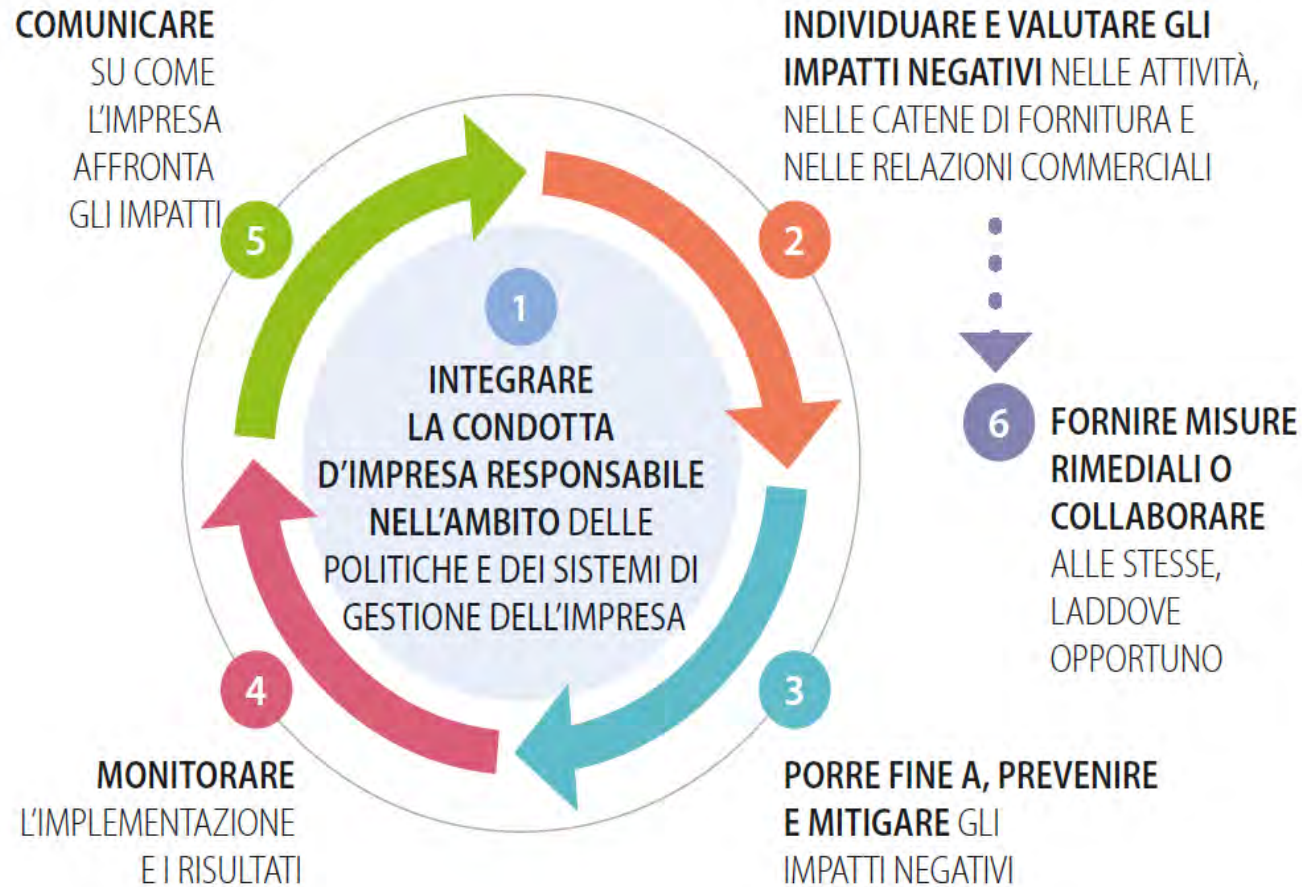 COMUNICARE
SU COME
L'IMPRESA
AFFRONTA
GLI IMPATTI
5
INDIVIDUARE E VALUTARE GLI
IMPATTI NEGATIVI NELLE ATTIVITÀ,
NELLE CATENE DI FORNITURA E
NELLE RELAZIONI COMMERCIALI
2
1
INTEGRARE
LA CONDOTTA
D'IMPRESA RESPONSABILE
NELL'AMBITO DELLE
POLITICHE E DEI SISTEMI DI
GESTIONE DELL'IMPRESA
6
FORNIRE MISURE
RIMEDIALI O
COLLABORARE
ALLE STESSE,
LADDOVE
OPPORTUNO
4
MONITORARE
L'IMPLEMENTAZIONE
E I RISULTATI
3
PORRE FINE A, PREVENIRE
E MITIGARE GLI
IMPATTI NEGATIVI